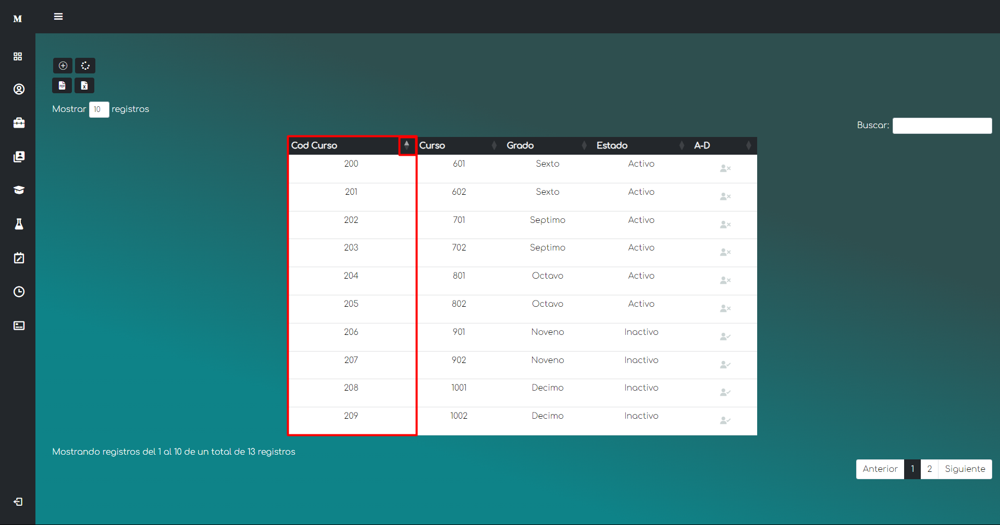 M
Mostrar 10 registros
Buscar:
Cod Curso Curso Grado Estado A-D
200 601 Sexto Activo
201 602 Sexto Activo
202 701 Septimo Activo
203 702 Septimo Activo
204 801 Octavo Activo
205 802 Octavo Activo
206 901 Noveno Inactivo
207 902 Noveno Inactivo
208 1001 Decimo Inactivo
209 1002 Decimo Inactivo
Mostrando registros del 1 al 10 de un total de 13 registros
Anterior 1 2 Siguiente